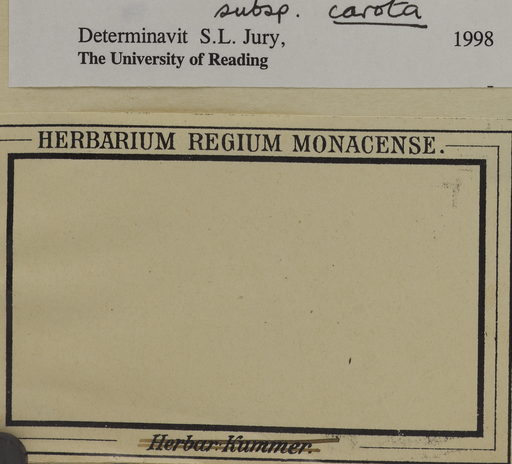 subsp. carota
Determinavit S.L. Jury, 1998
The University of Reading
HERBARIUM REGIUM MONACENSE.
Herbar: Kummer.